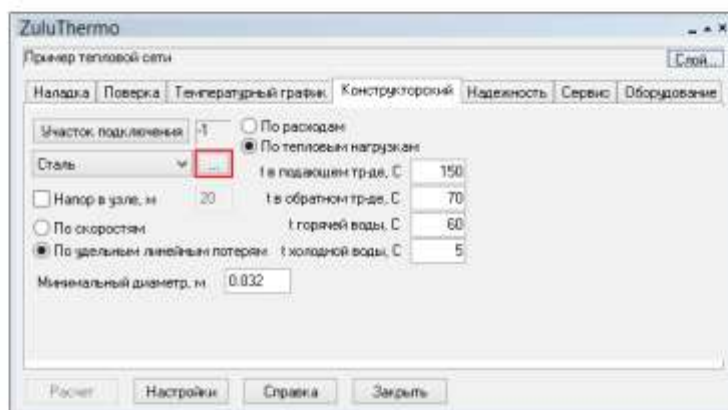 ZuluThermo
Пример тепловой сети
Слой...
Наладка Поверка Температурный график Конструкторский Надежность Сервис Оборудование
Участок подключения -1 По расходам
По тепловым нагрузкам
Сталь ... t в подающем тр-де, С 150
Напор в узле, м 20 t в обратном тр-де, С 70
По скоростям t горячей воды, С 60
По удельным линейным потерям t холодной воды, С 5
Минимальный диаметр, м 0.032
Расчет Настройки Справка Закрыть